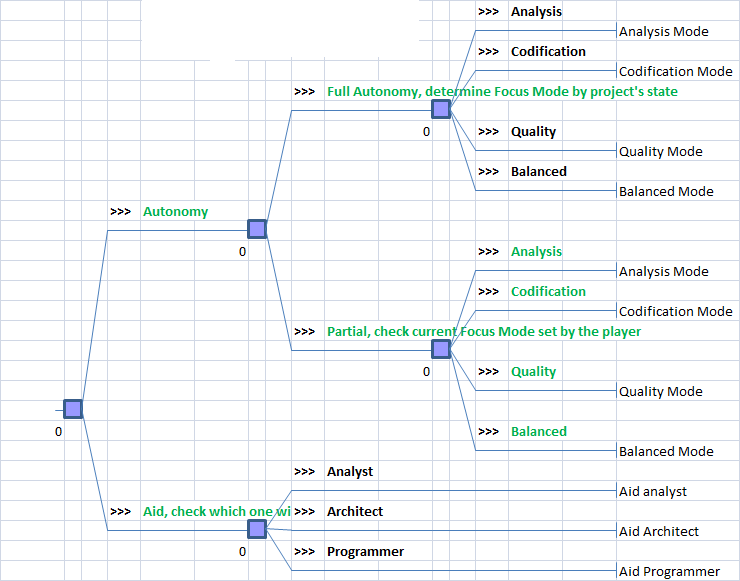 >>> Analysis
Analysis Mode
>>> Codification
Codification Mode
>>> Full Autonomy, determine Focus Mode by project's state
0
>>> Quality
Quality Mode
>>> Balanced
Balanced Mode
>>> Autonomy
0
>>> Analysis
Analysis Mode
>>> Codification
Codification Mode
>>> Partial, check current Focus Mode set by the player
0
>>> Quality
Quality Mode
0
>>> Balanced
Balanced Mode
>>> Analyst
Aid analyst
>>> Aid, check which one wi
>>> Architect
Aid Architect
0
>>> Programmer
Aid Programmer